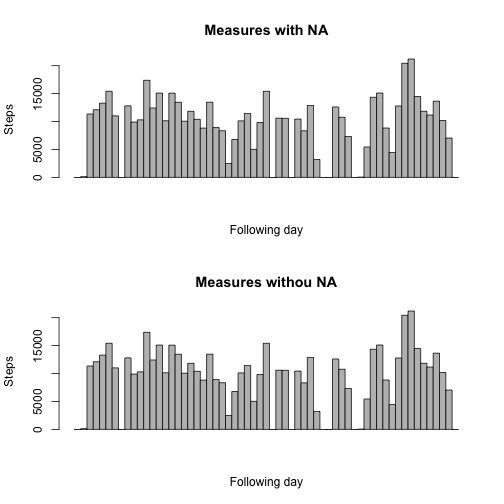 Measures with NA
Steps
15000
5000
0
Following day
Measures withou NA
Steps
15000
5000
0
Following day